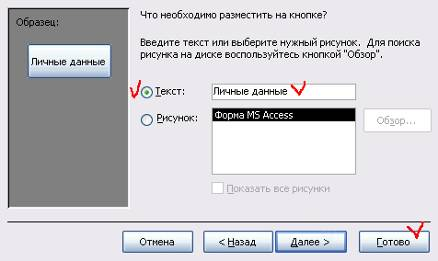 Образец:
Личные данные
Что необходимо разместить на кнопке?
Введите текст или выберите нужный рисунок. Для поиска
рисунка на диске воспользуйтесь кнопкой "Обзор".
Текст:
Личные данные
Рисунок:
Форма MS Access
Обзор...
Показать все рисунки
Отмена
< Назад
Далее >
Готово